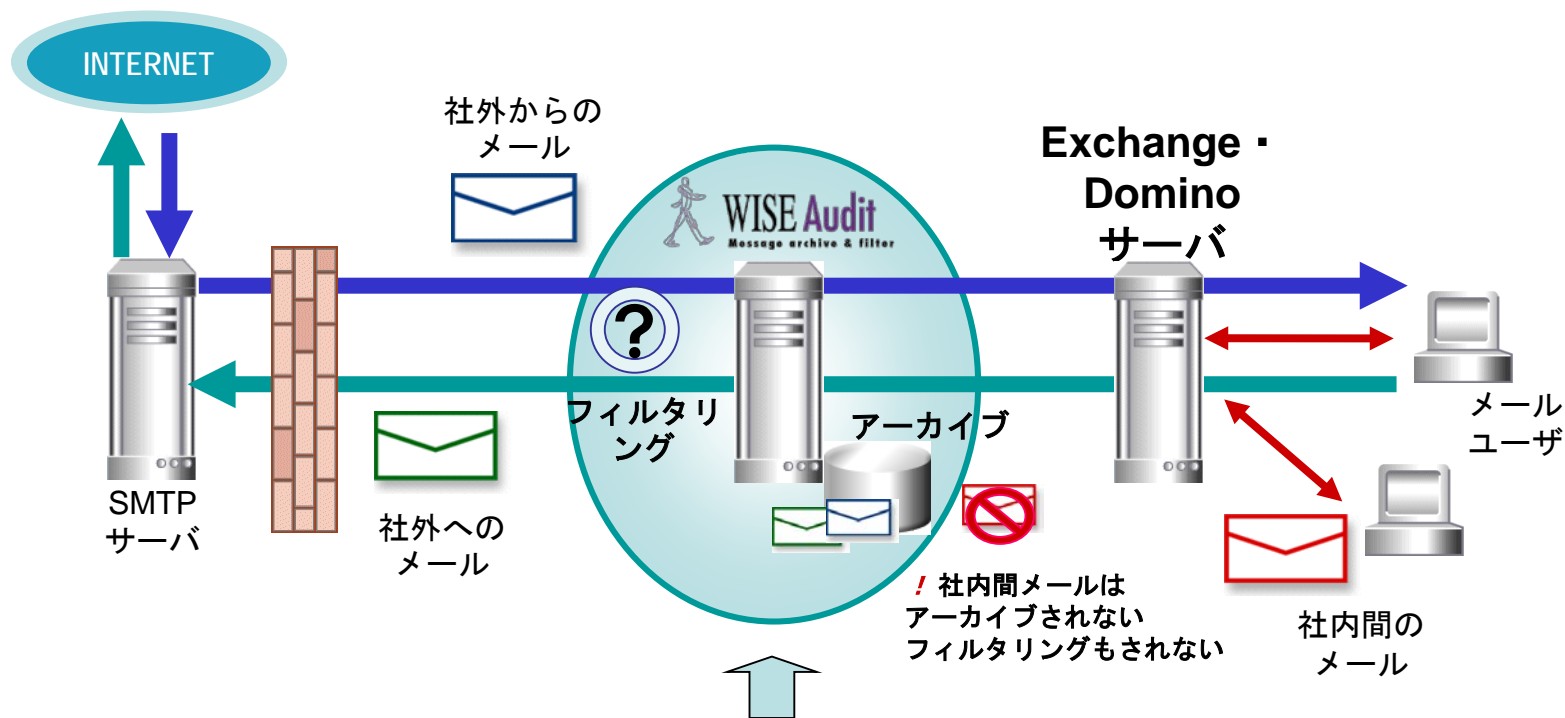 INTERNET
社外からの
メール
Exchange・
Domino
サーバ
WISE Audit
Message archive & filter
?
フィルタリ
ング
アーカイブ
メール
ユーザ
SMTP
サーバ
社外への
メール
! 社内間メールは
アーカイブされない
フィルタリングもされない
社内間の
メール